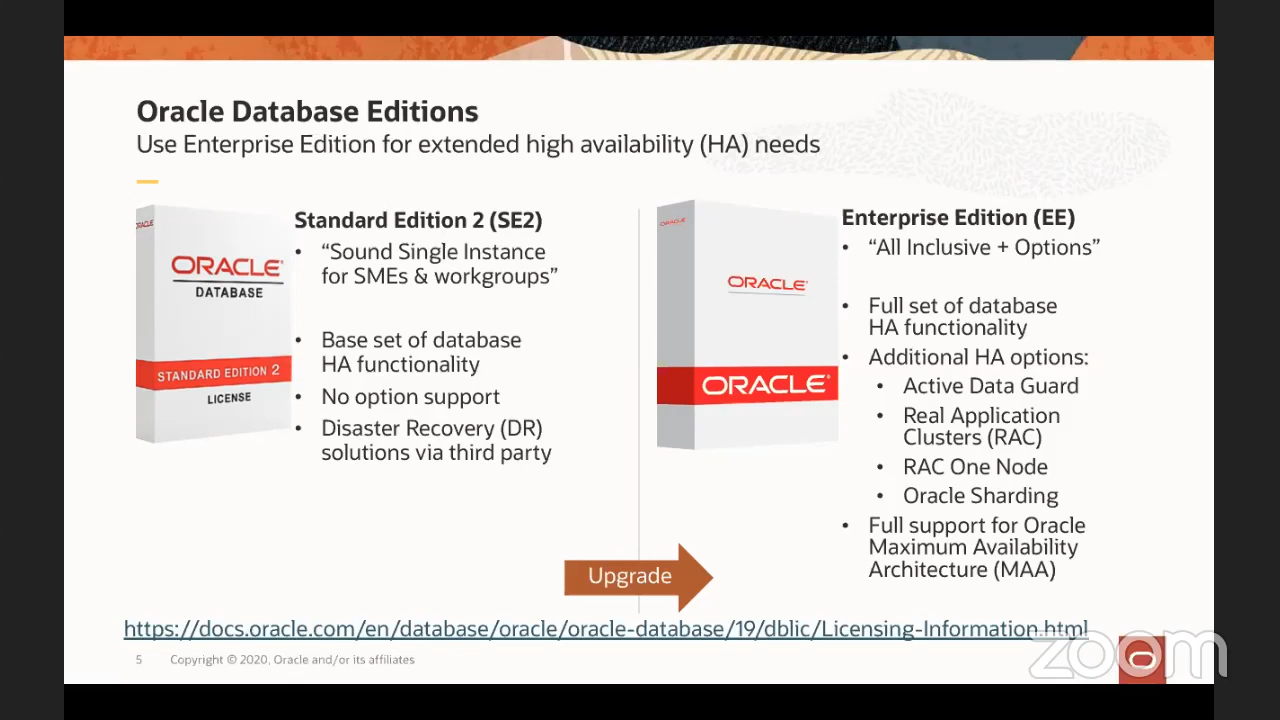 Oracle Database Editions
Use Enterprise Edition for extended high availability (HA) needs
ORACLE
ORACLE
DATABASE
STANDARD EDITION 2
LICENSE
Standard Edition 2 (SE2)
• “Sound Single Instance
for SMEs & workgroups”
• Base set of database
HA functionality
• No option support
• Disaster Recovery (DR)
solutions via third party
ORACLE
ORACLE
ORACLE
Enterprise Edition (EE)
• “All Inclusive + Options”
• Full set of database
HA functionality
• Additional HA options:
• Active Data Guard
• Real Application
Clusters (RAC)
• RAC One Node
• Oracle Sharding
• Full support for Oracle
Maximum Availability
Architecture (MAA)
Upgrade
https://docs.oracle.com/en/database/oracle/oracle-database/19/dblic/Licensing-Information.html
5 Copyright © 2020, Oracle and/or its affiliates
zoom